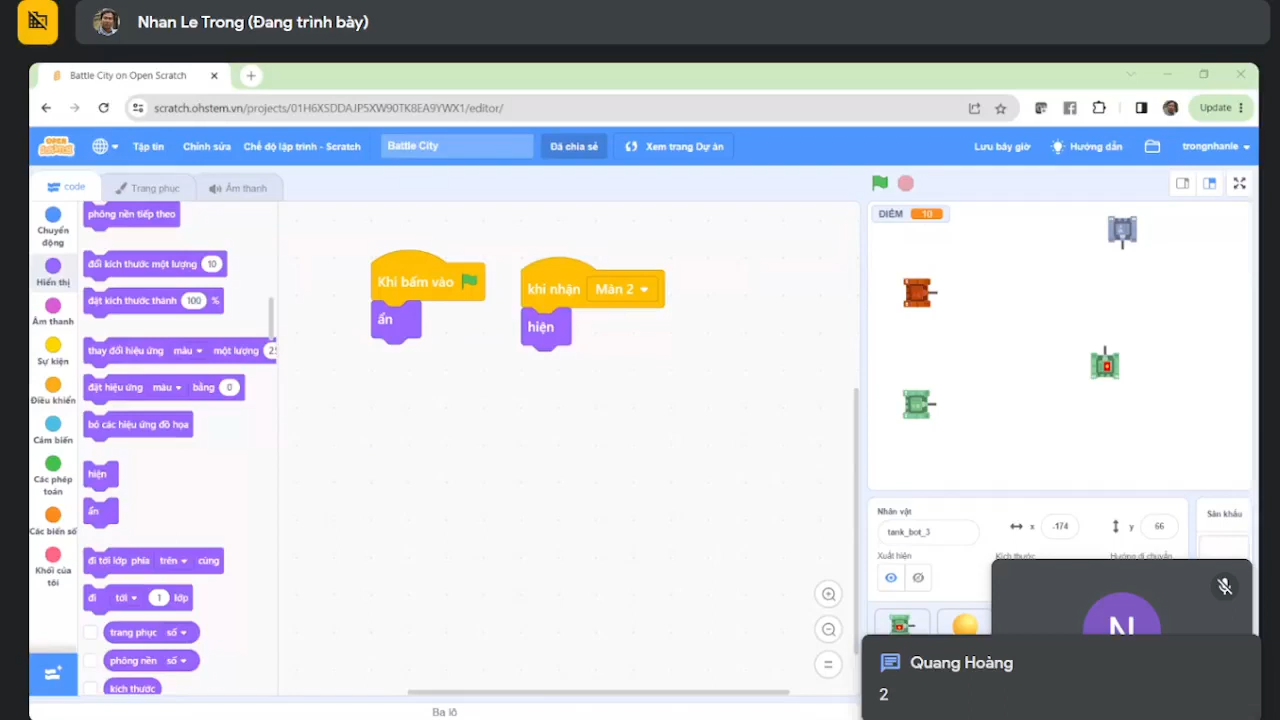 Nhan Le Trong (Đang trình bày)
Battle City on Open Scratch
scratch.ohstem.vn/projects/01H6XSDDAJP5XW90TK8EA9YWX1/editor/
Update
OPEN SCRATCH
Tập tin
Chỉnh sửa
Chế độ lập trình - Scratch
Battle City
Đã chia sẻ
Xem trang Dự án
Lưu bây giờ
Hướng dẫn
trongnhanle
code
Trang phục
Âm thanh
Chuyển động
Hiển thị
Âm thanh
Sự kiện
Điều khiển
Cảm biến
Các phép toán
Các biến số
Khối của tôi
phông nền tiếp theo
đổi kích thước một lượng 10
đặt kích thước thành 100 %
thay đổi hiệu ứng màu một lượng 25
đặt hiệu ứng màu bằng 0
bỏ các hiệu ứng đồ họa
hiện
ẩn
đi tới lớp phía trên cùng
đi tới 1 lớp
trang phục số
phông nền số
kích thước
Khi bấm vào
ẩn
khi nhận Màn 2
hiện
ĐIỂM 10
Nhân vật
tank_bot_3
x -174
y 66
Xuất hiện
Kích thước
Hướng di chuyển
Sân khấu
N
Quang Hoàng
2
Ba lô